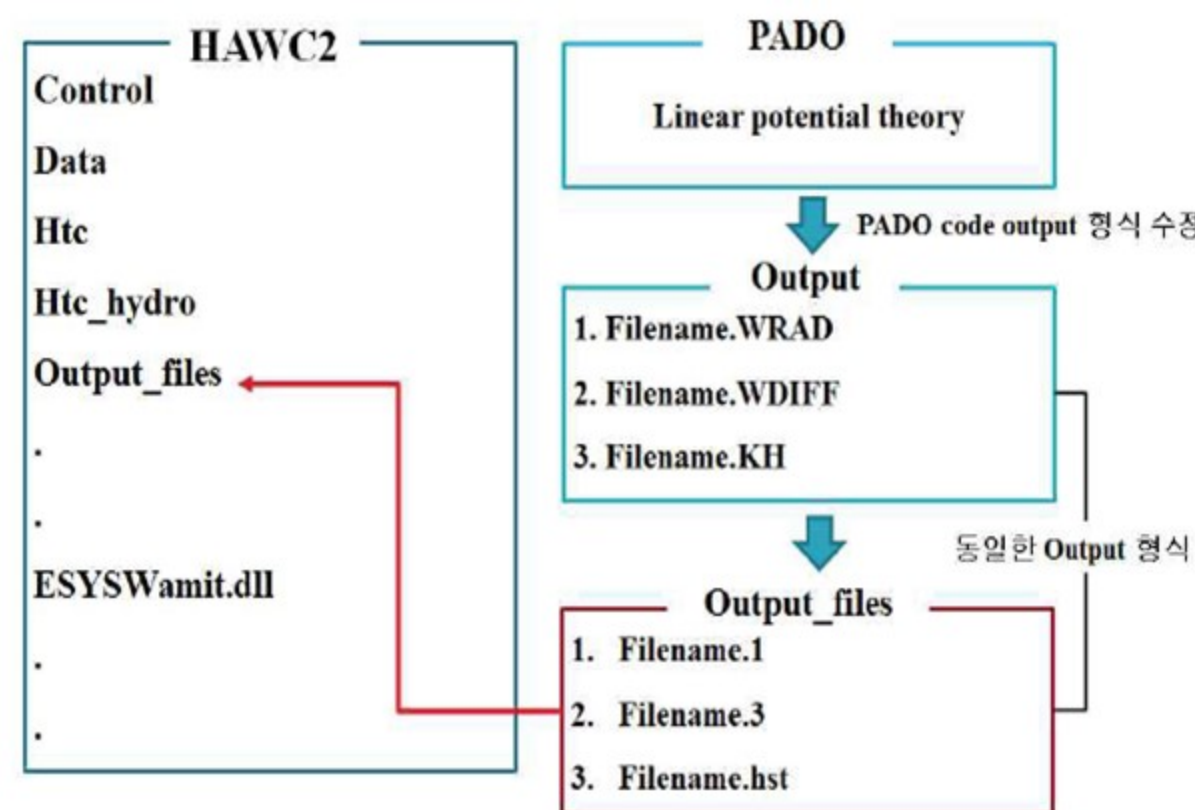 HAWC2
Control
Data
Htc
Htc_hydro
Output_files
.
.
ESYSWamit.dll
.
.
PADO
Linear potential theory
PADO code output 형식 수정
Output
1. Filename.WRAD
2. Filename.WDIFF
3. Filename.KH
동일한 Output 형식
Output_files
1. Filename.1
2. Filename.3
3. Filename.hst